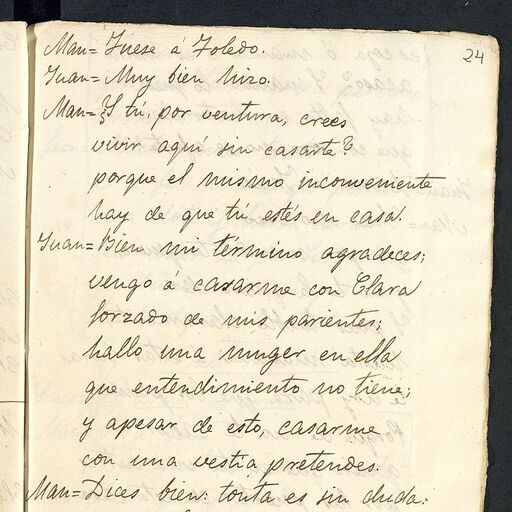 24
Man= Fuese á Toledo.
Juan= Muy bien hizo.
Man= ¿Y tú, por ventura, crees
vivir aquí sin casarte?
porque el mismo inconveniente
hay de que tú estés en casa.
Juan= Bien mi término agradeces;
vengo á casarme con Clara
forzado de mis parientes;
hallo una muger en ella
que entendimiento no tiene;
y apesar de esto, casarme
con una vestia pretendes.
Man= Dices bien: tonta es sin duda: